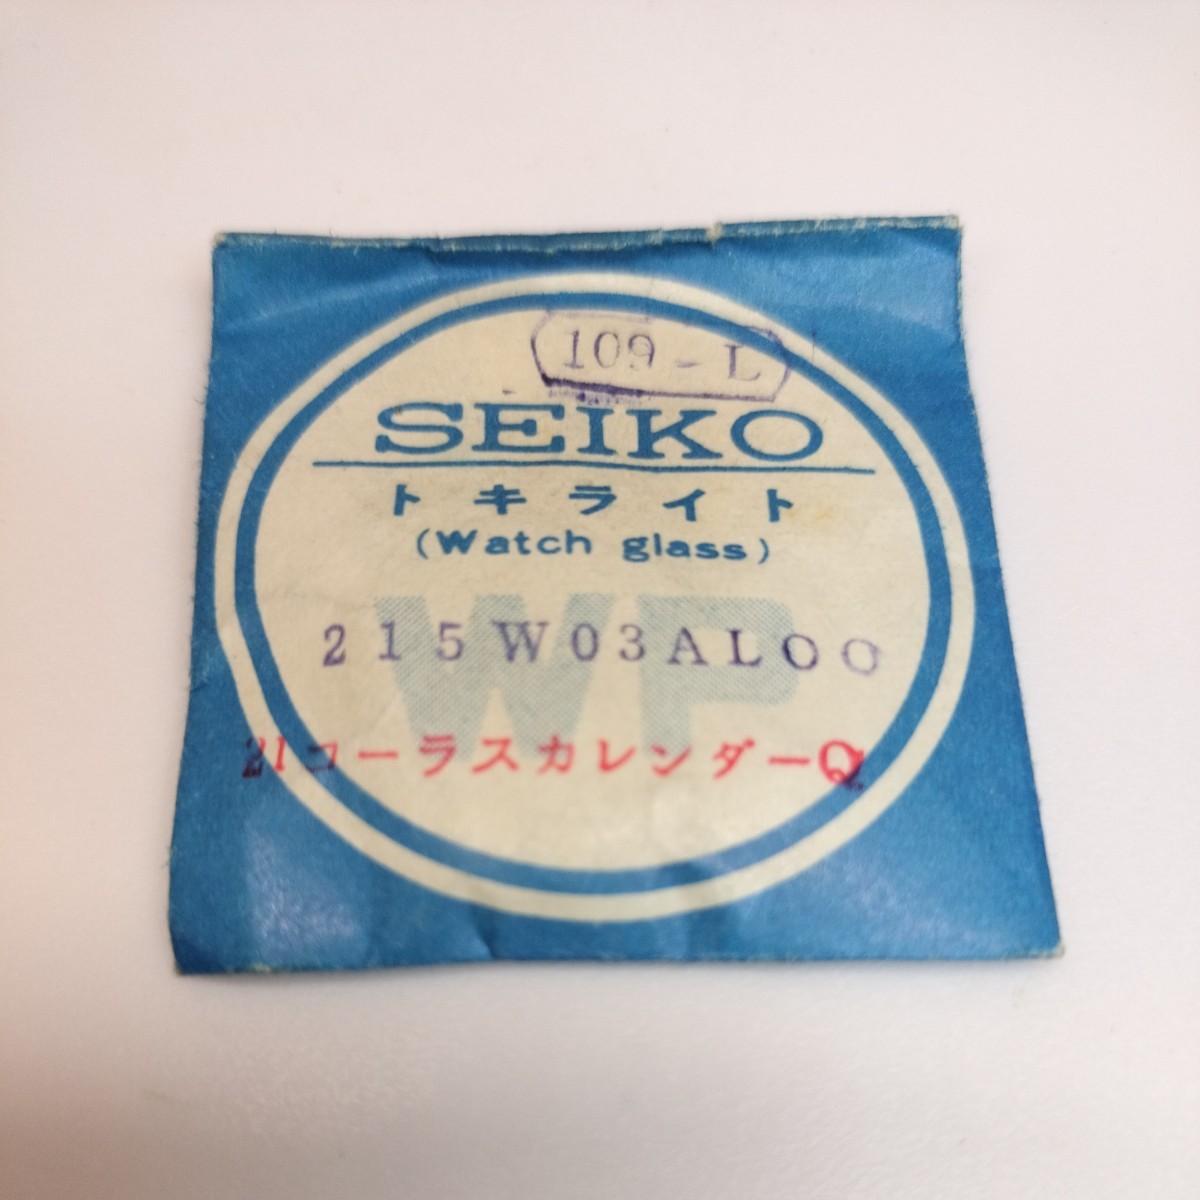 109-L
SEIKO
トキライト
(Watch glass)
WP
215W03AL00
21コーラスカレンダーQ